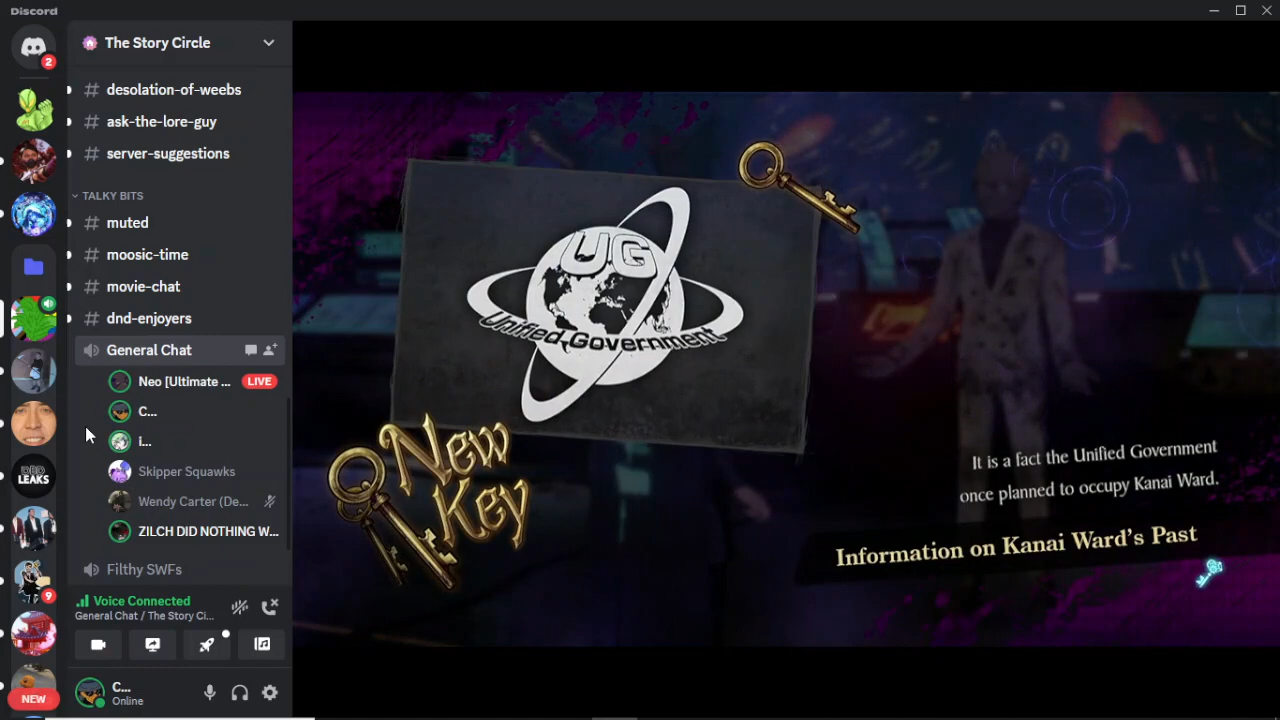 Discord
The Story Circle
2
desolation-of-weebs
ask-the-lore-guy
server-suggestions
TALKY BITS
muted
moosic-time
movie-chat
dnd-enjoyers
General Chat
Neo [Ultimate ...
LIVE
C...
i...
Skipper Squawks
Wendy Carter (De...
ZILCH DID NOTHING W...
Filthy SWFs
DBD
LEAKS
9
NEW
Voice Connected
General Chat / The Story Ci...
C...
Online
UG
Unified Government
New
Key
It is a fact the Unified Government
once planned to occupy Kanai Ward.
Information on Kanai Ward's Past